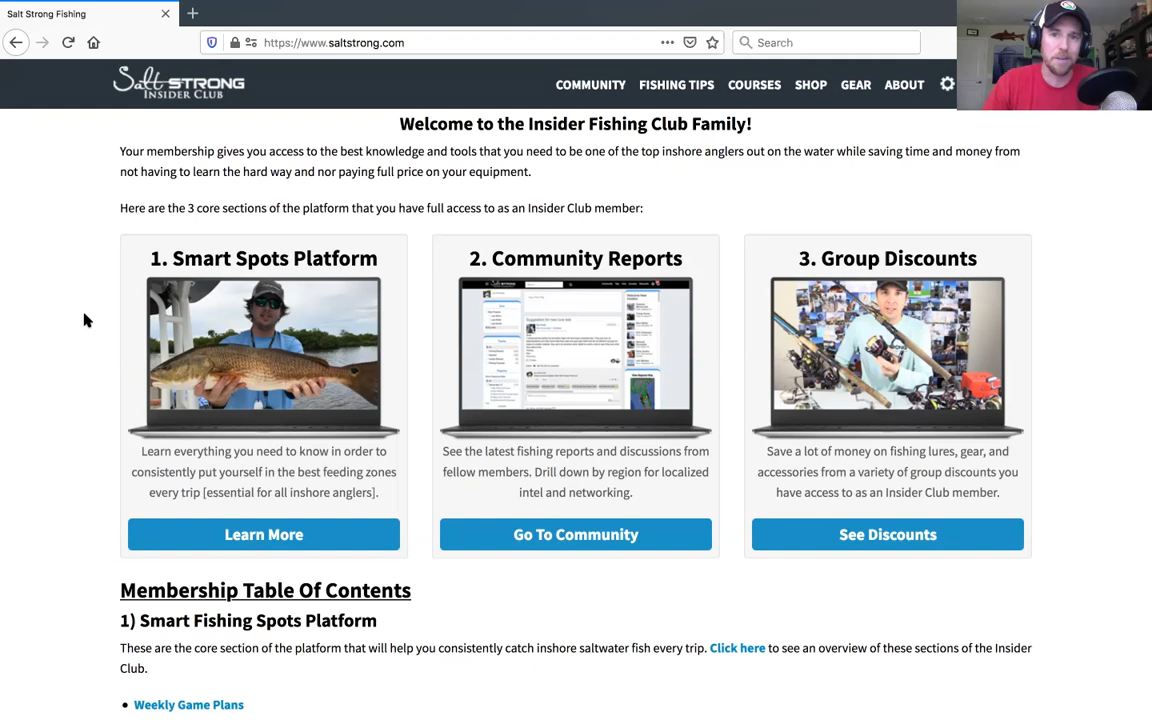 Salt Strong Fishing
https://www.saltstrong.com
Search
Salt STRONG
INSIDER CLUB
COMMUNITY FISHING TIPS COURSES SHOP GEAR ABOUT
Welcome to the Insider Fishing Club Family!
Your membership gives you access to the best knowledge and tools that you need to be one of the top inshore anglers out on the water while saving time and money from
not having to learn the hard way and nor paying full price on your equipment.
Here are the 3 core sections of the platform that you have full access to as an Insider Club member:
1. Smart Spots Platform
Learn everything you need to know in order to
consistently put yourself in the best feeding zones
every trip [essential for all inshore anglers].
Learn More
2. Community Reports
See the latest fishing reports and discussions from
fellow members. Drill down by region for localized
intel and networking.
Go To Community
3. Group Discounts
Save a lot of money on fishing lures, gear, and
accessories from a variety of group discounts you
have access to as an Insider Club member.
See Discounts
Membership Table Of Contents
1) Smart Fishing Spots Platform
These are the core section of the platform that will help you consistently catch inshore saltwater fish every trip. Click here to see an overview of these sections of the Insider
Club.
• Weekly Game Plans